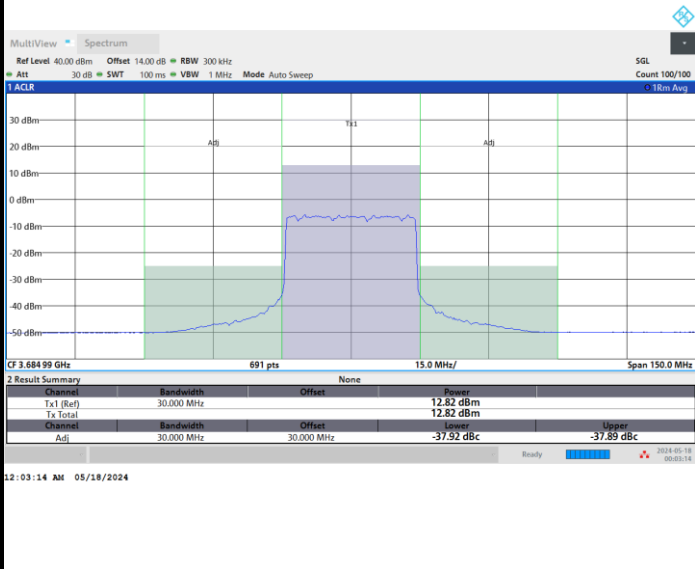 MultiView Spectrum
Ref Level 40.00 dBm Offset 14.00 dB RBW 300 kHz SGL
Att 30 dB SWT 100 ms VBW 1 MHz Mode Auto Sweep Count 100/100
1 ACLR 1Rm Avg
30 dBm
Tx1
20 dBm
Adj Adj
10 dBm
0 dBm
-10 dBm
-20 dBm
-30 dBm
-40 dBm
-50 dBm
CF 3.684 99 GHz 691 pts 15.0 MHz/ Span 150.0 MHz
2 Result Summary None
Channel Bandwidth Offset Power
Tx1 (Ref) 30.000 MHz 12.82 dBm
Tx Total 12.82 dBm
Channel Bandwidth Offset Lower Upper
Adj 30.000 MHz 30.000 MHz -37.92 dBc -37.89 dBc
Ready 2024-05-18
00:03:14
12:03:14 AM 05/18/2024